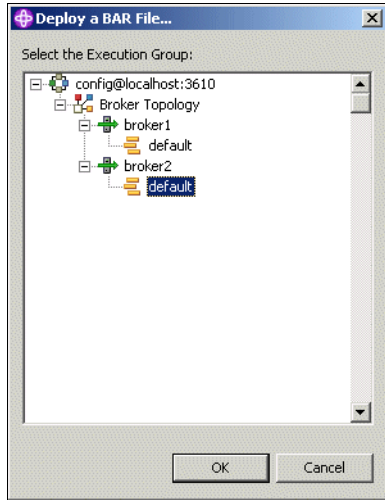 Deploy a BAR File...
Select the Execution Group:
config@localhost:3610
Broker Topology
broker1
default
broker2
default
OK Cancel